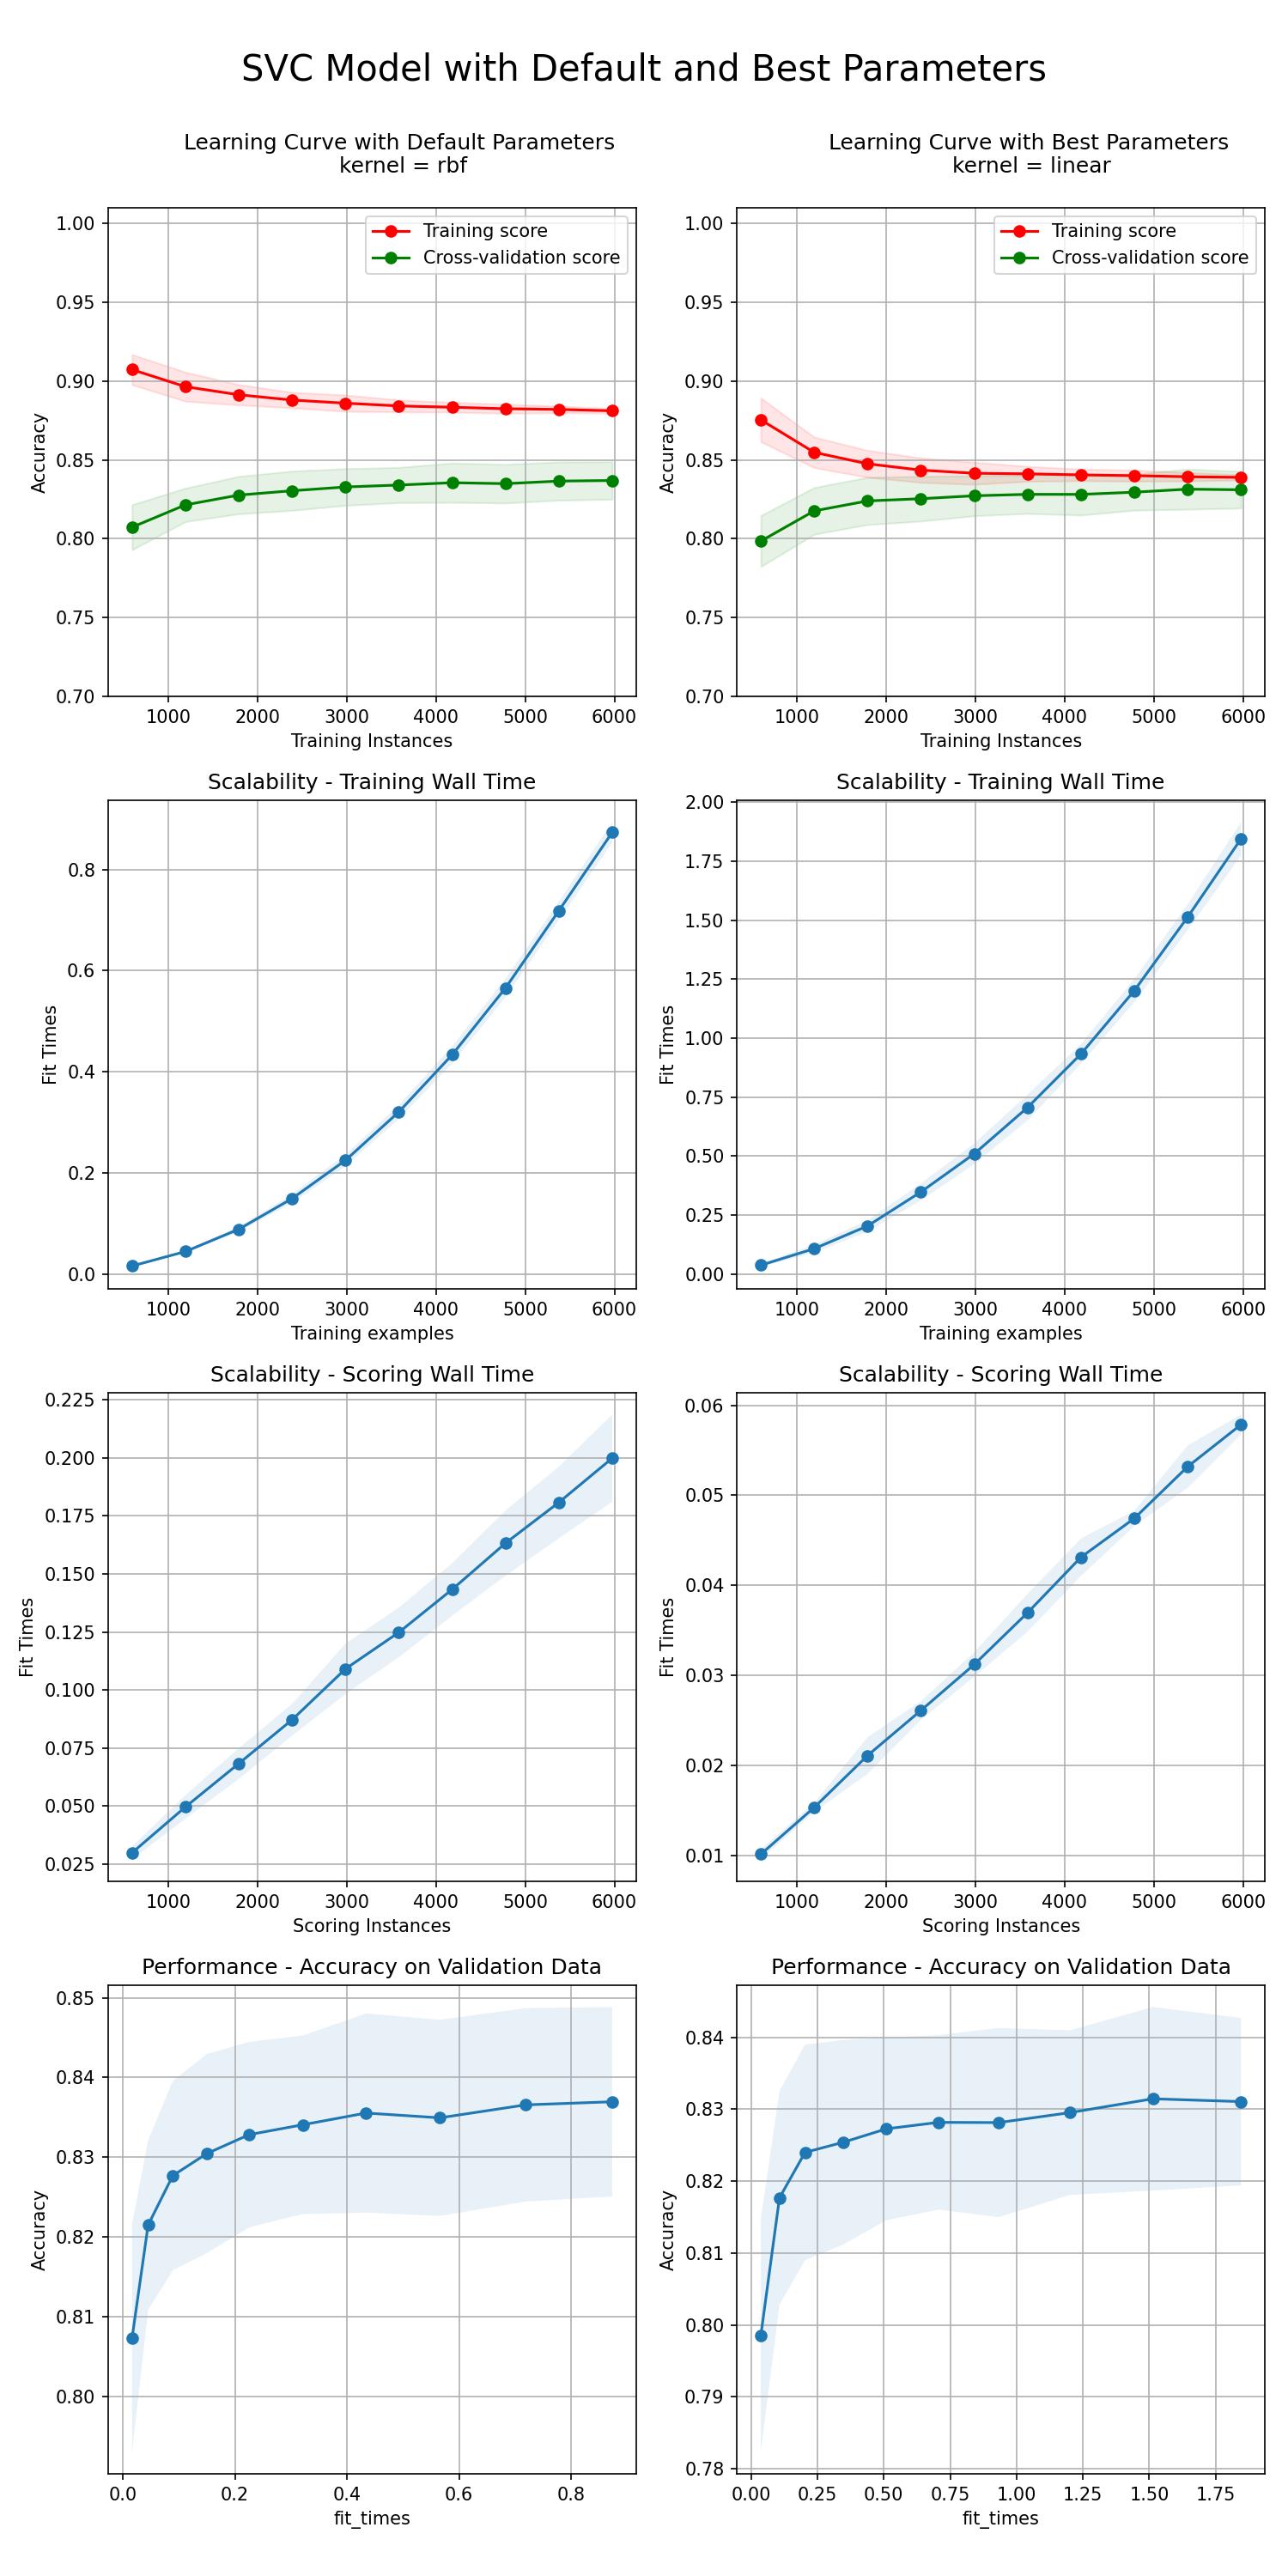 SVC Model with Default and Best Parameters
Learning Curve with Default Parameters
kernel = rbf
1.00
0.95
0.90
0.85
0.80
0.75
0.70
Accuracy
Training score
Cross-validation score
1000 2000 3000 4000 5000 6000
Training Instances
Learning Curve with Best Parameters
kernel = linear
1.00
0.95
0.90
0.85
0.80
0.75
0.70
Accuracy
Training score
Cross-validation score
1000 2000 3000 4000 5000 6000
Training Instances
Scalability - Training Wall Time
0.8
0.6
0.4
0.2
0.0
Fit Times
1000 2000 3000 4000 5000 6000
Training examples
Scalability - Training Wall Time
2.00
1.75
1.50
1.25
1.00
0.75
0.50
0.25
0.00
Fit Times
1000 2000 3000 4000 5000 6000
Training examples
Scalability - Scoring Wall Time
0.225
0.200
0.175
0.150
0.125
0.100
0.075
0.050
0.025
Fit Times
1000 2000 3000 4000 5000 6000
Scoring Instances
Scalability - Scoring Wall Time
0.06
0.05
0.04
0.03
0.02
0.01
Fit Times
1000 2000 3000 4000 5000 6000
Scoring Instances
Performance - Accuracy on Validation Data
0.85
0.84
0.83
0.82
0.81
0.80
Accuracy
0.0 0.2 0.4 0.6 0.8
fit_times
Performance - Accuracy on Validation Data
0.84
0.83
0.82
0.81
0.80
0.79
0.78
Accuracy
0.00 0.25 0.50 0.75 1.00 1.25 1.50 1.75
fit_times